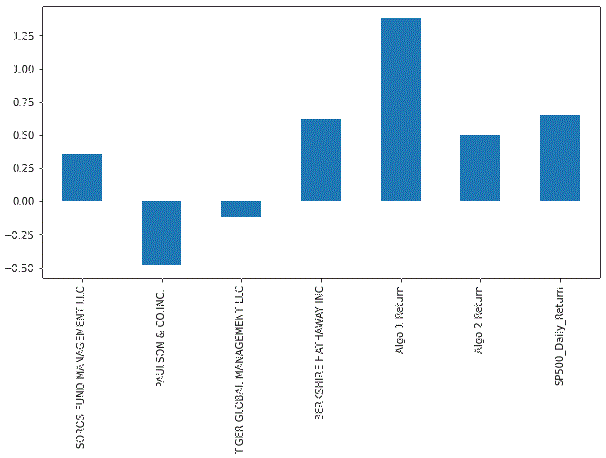 1.25
1.00
0.75
0.50
0.25
0.00
−0.25
−0.50
SOROS FUND MANAGEMENT LLC
PAULSON & CO.INC.
TIGER GLOBAL MANAGEMENT LLC
BERKSHIRE HATHAWAY INC
Algo 1 Return
Algo 2 Return
SP500_Daily_Return